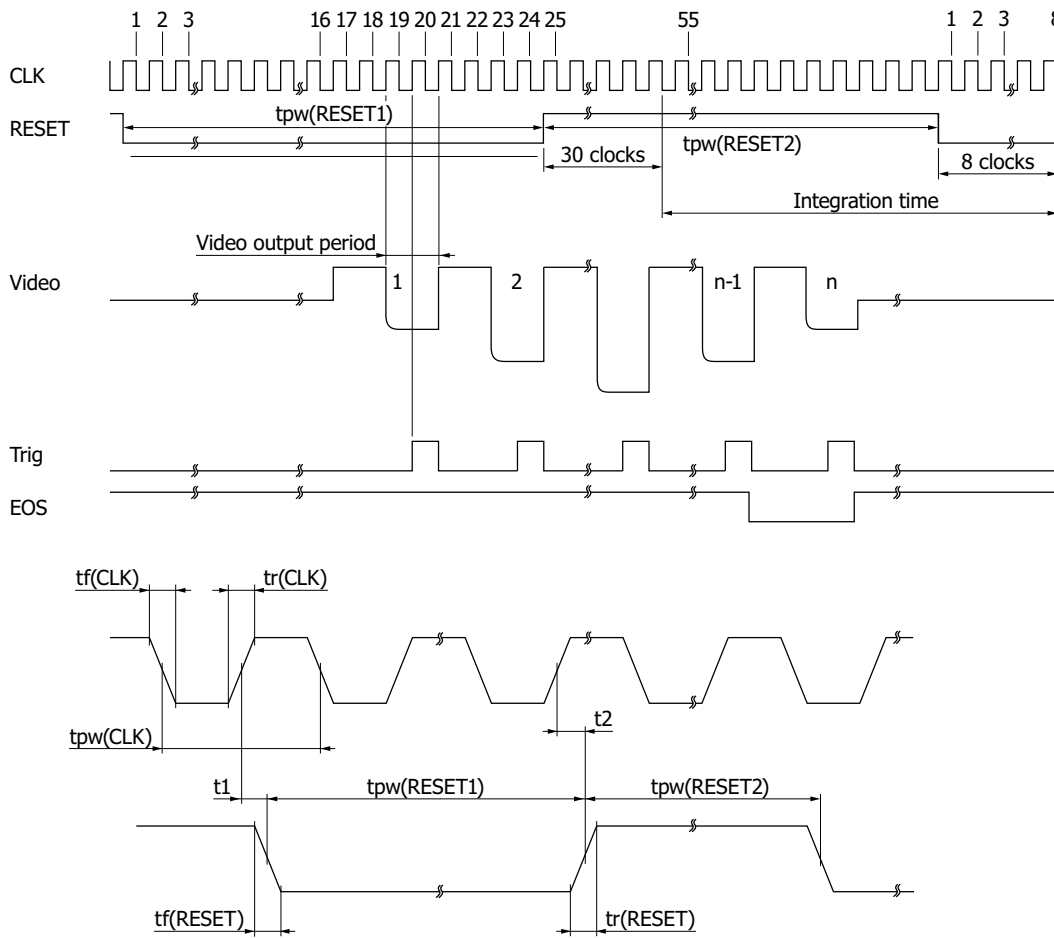 1 2 3 16 17 18 19 20 21 22 23 24 25 55 1 2 3 8
CLK
RESET
tpw(RESET1)
tpw(RESET2)
30 clocks
8 clocks
Integration time
Video output period
Video
1
2
n-1
n
Trig
EOS
tf(CLK)
tr(CLK)
tpw(CLK)
t2
t1
tpw(RESET1)
tpw(RESET2)
tf(RESET)
tr(RESET)